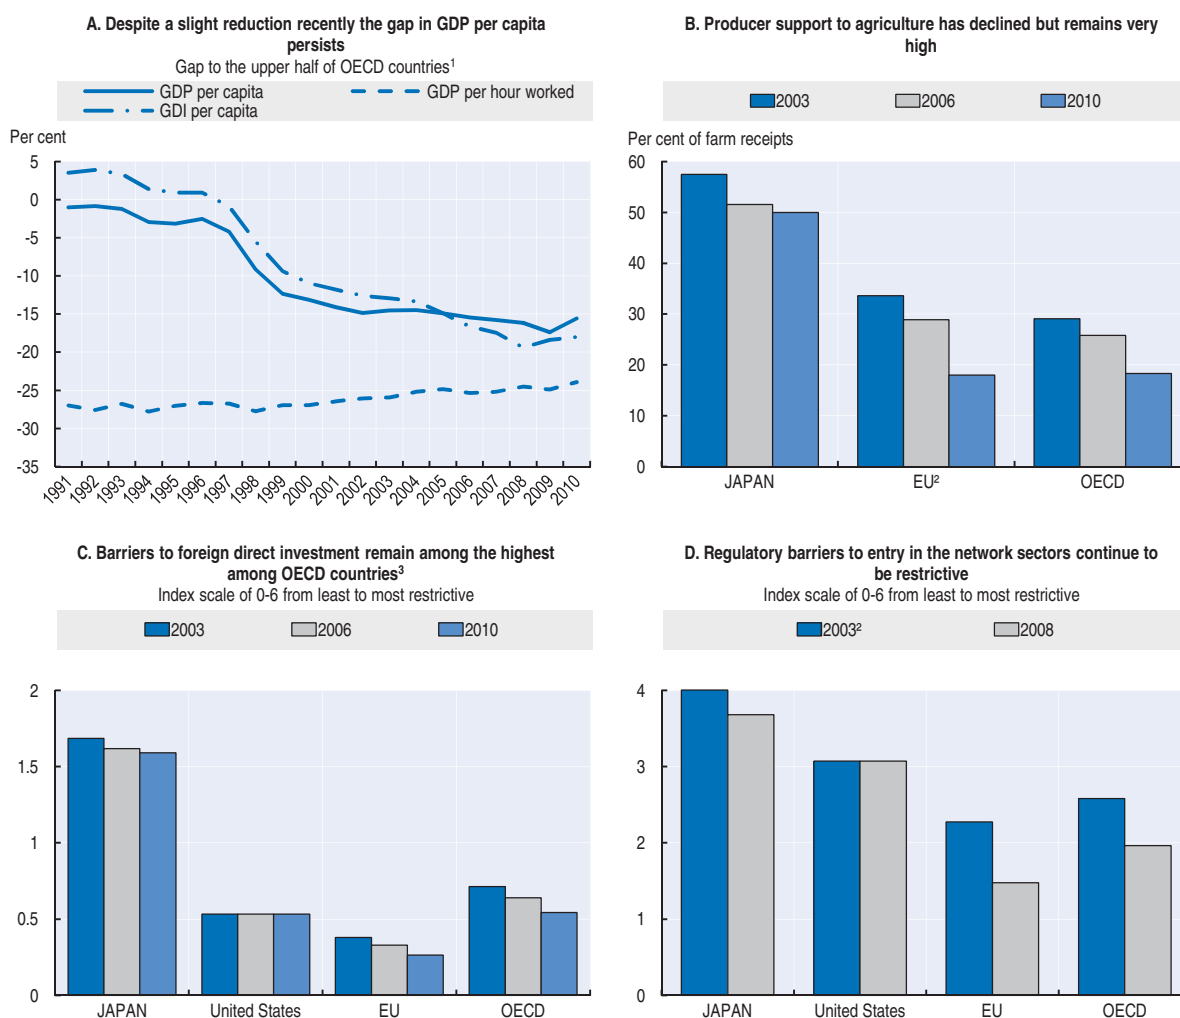 A. Despite a slight reduction recently the gap in GDP per capita
persists
Gap to the upper half of OECD countries¹
GDP per capita
GDP per hour worked
GDI per capita
Per cent
5
0
-5
-10
-15
-20
-25
-30
-35
1991
1992
1993
1994
1995
1996
1997
1998
1999
2000
2001
2002
2003
2004
2005
2006
2007
2008
2009
2010
B. Producer support to agriculture has declined but remains very
high
2003
2006
2010
Per cent of farm receipts
60
50
40
30
20
10
0
JAPAN
EU²
OECD
C. Barriers to foreign direct investment remain among the highest
among OECD countries³
Index scale of 0-6 from least to most restrictive
2003
2006
2010
2
1.5
1
0.5
0
JAPAN
United States
EU
OECD
D. Regulatory barriers to entry in the network sectors continue to
be restrictive
Index scale of 0-6 from least to most restrictive
2003²
2008
4
3
2
1
0
JAPAN
United States
EU
OECD